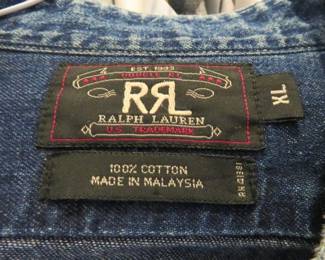 EST. 1993
DOUBLE RL
RRL
RALPH LAUREN
U.S. TRADEMARK
XL
100% COTTON
MADE IN MALAYSIA